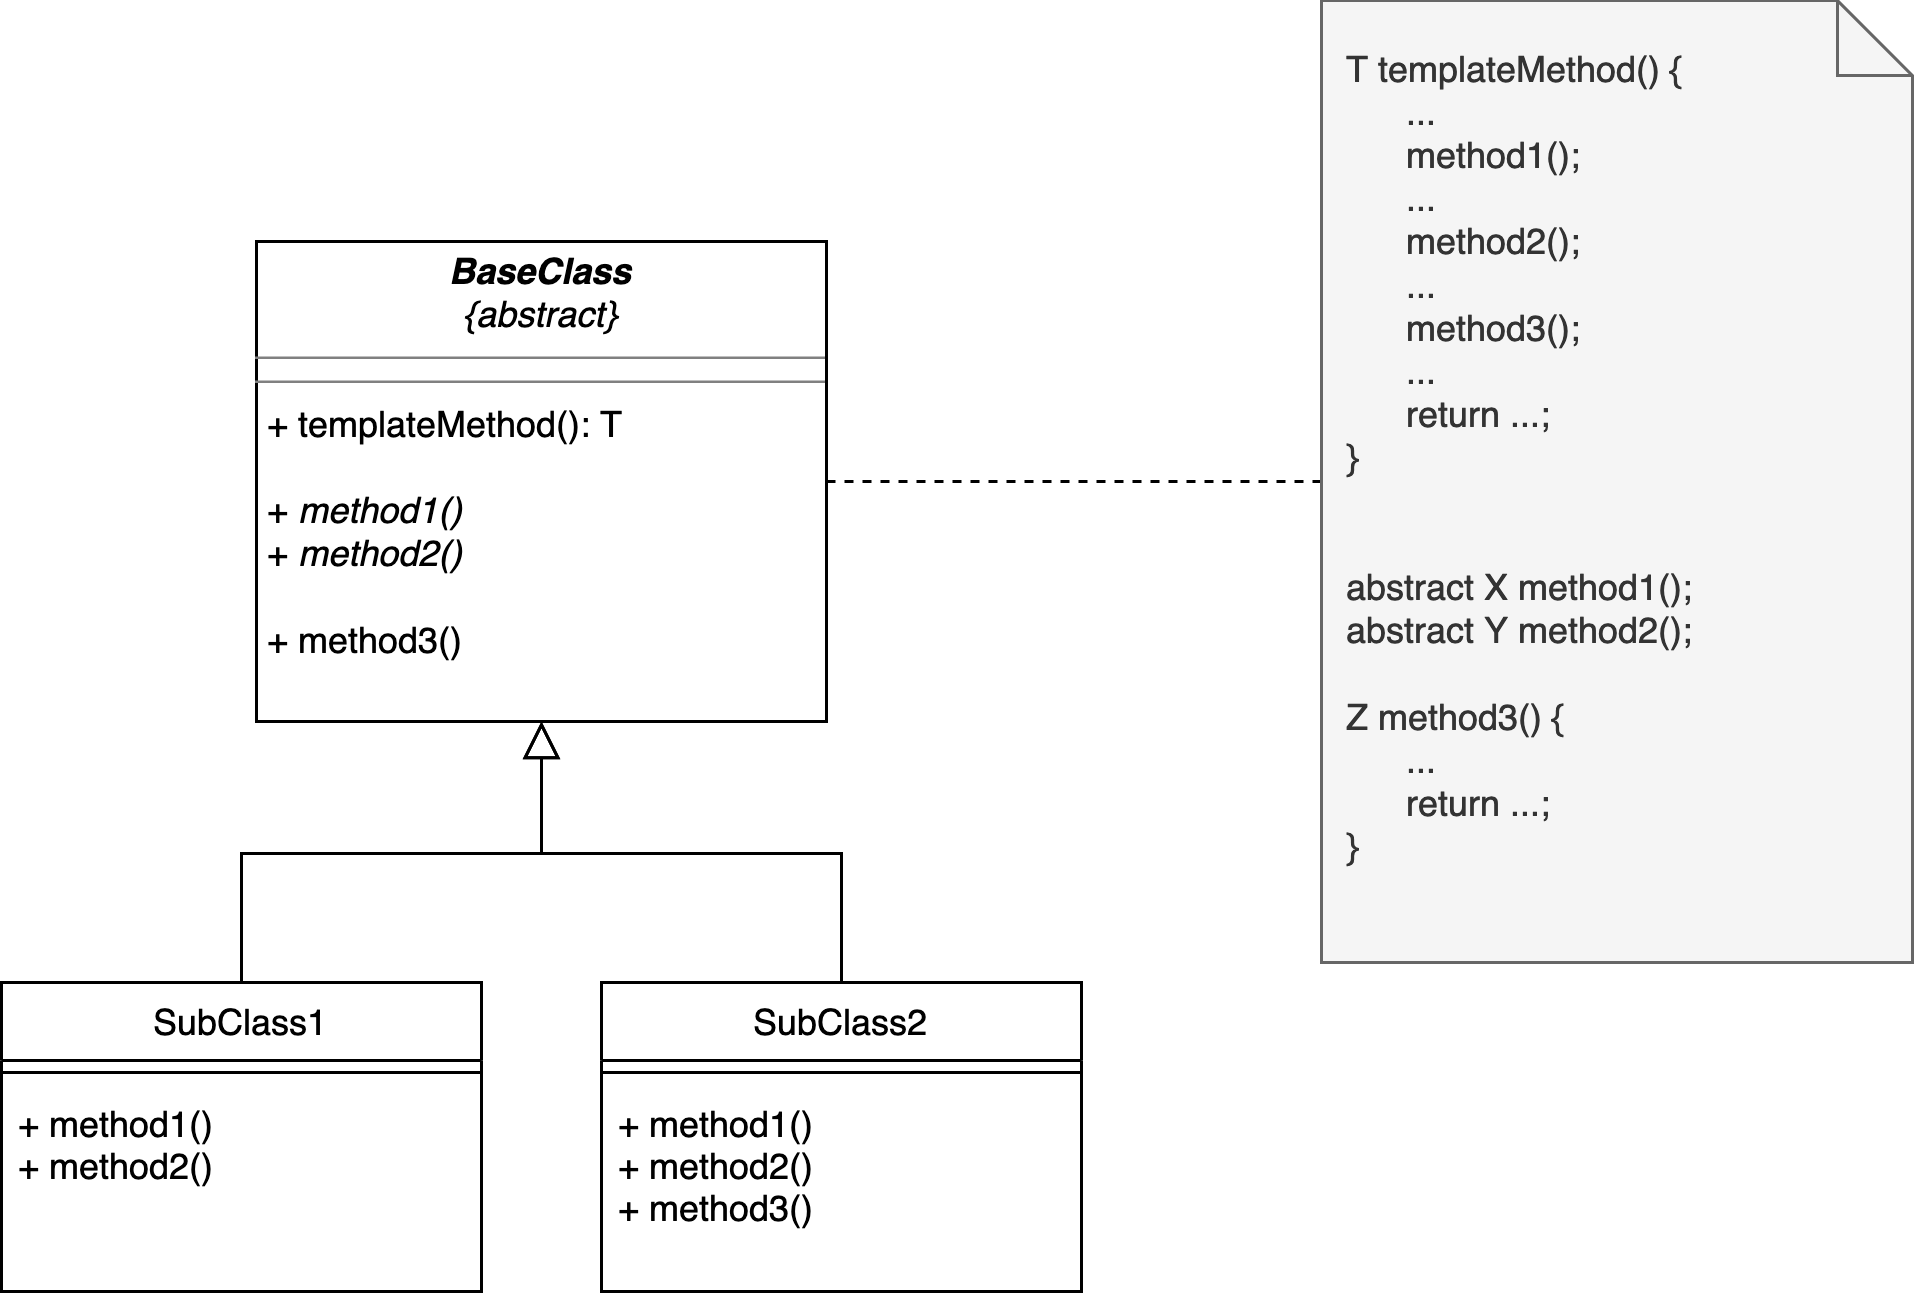 BaseClass
{abstract}
+ templateMethod(): T
+ method1()
+ method2()
+ method3()
T templateMethod() {
...
method1();
...
method2();
...
method3();
...
return ...;
}
abstract X method1();
abstract Y method2();
Z method3() {
...
return ...;
}
SubClass1
+ method1()
+ method2()
SubClass2
+ method1()
+ method2()
+ method3()